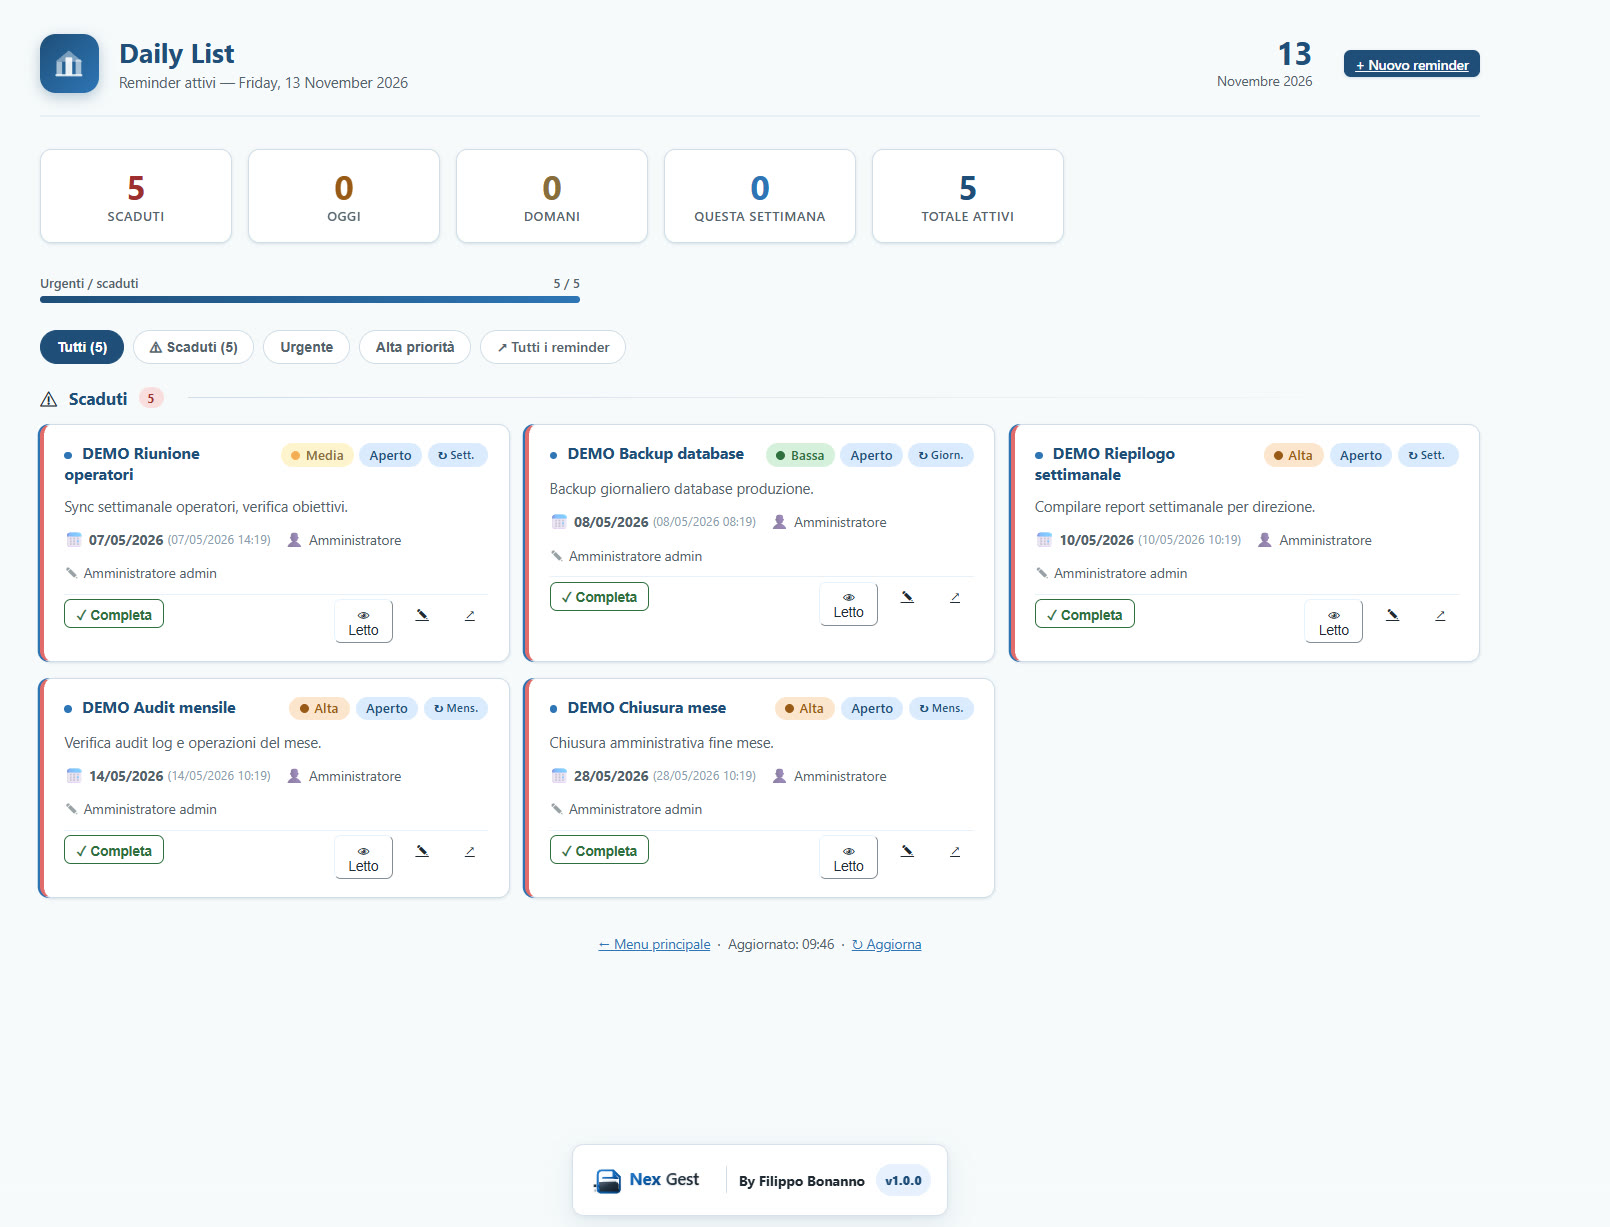 Daily List
Reminder attivi — Friday, 13 November 2026
13
Novembre 2026
+ Nuovo reminder
5
SCADUTI
0
OGGI
0
DOMANI
0
QUESTA SETTIMANA
5
TOTALE ATTIVI
Urgenti / scaduti
5 / 5
Tutti (5)
⚠ Scaduti (5)
Urgente
Alta priorità
↗ Tutti i reminder
⚠ Scaduti 5
DEMO Riunione
operatori
Media
Aperto
↻ Sett.
Sync settimanale operatori, verifica obiettivi.
07/05/2026 (07/05/2026 14:19) Amministratore
Amministratore admin
✓ Completa
Letto
DEMO Backup database
Bassa
Aperto
↻ Giorn.
Backup giornaliero database produzione.
08/05/2026 (08/05/2026 08:19) Amministratore
Amministratore admin
✓ Completa
Letto
DEMO Riepilogo
settimanale
Alta
Aperto
↻ Sett.
Compilare report settimanale per direzione.
10/05/2026 (10/05/2026 10:19) Amministratore
Amministratore admin
✓ Completa
Letto
DEMO Audit mensile
Alta
Aperto
↻ Mens.
Verifica audit log e operazioni del mese.
14/05/2026 (14/05/2026 10:19) Amministratore
Amministratore admin
✓ Completa
Letto
DEMO Chiusura mese
Alta
Aperto
↻ Mens.
Chiusura amministrativa fine mese.
28/05/2026 (28/05/2026 10:19) Amministratore
Amministratore admin
✓ Completa
Letto
← Menu principale · Aggiornato: 09:46 · ↻ Aggiorna
Nex Gest
By Filippo Bonanno
v1.0.0